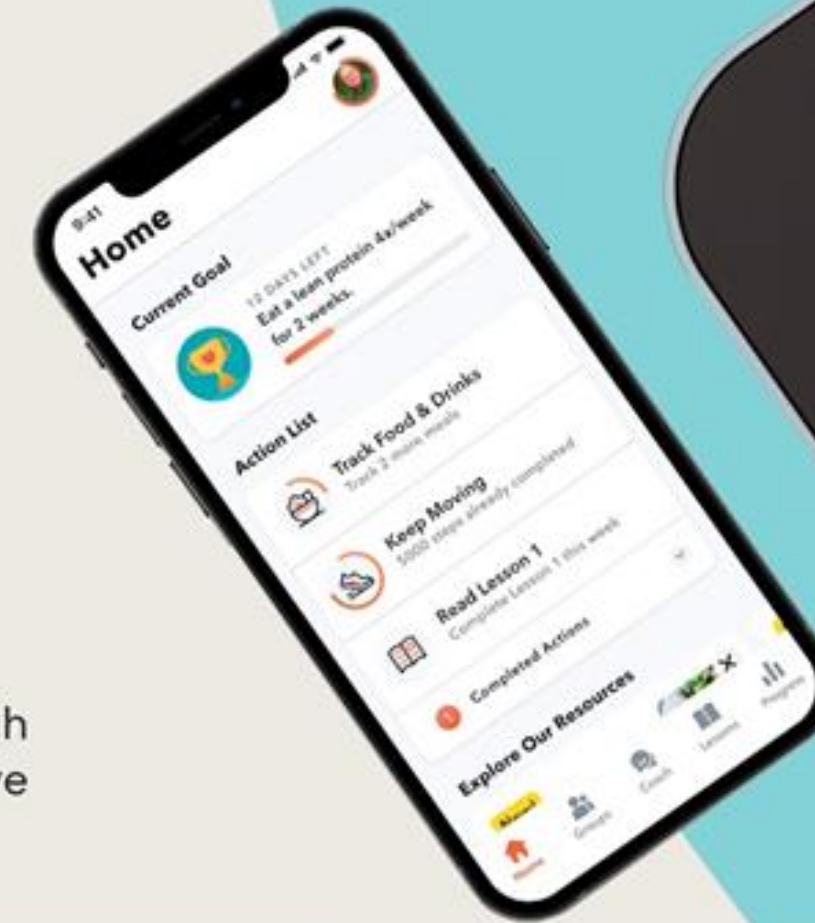 9:41
Home
Current Goal
12 DAYS LEFT
Eat a lean protein 4x/week
for 2 weeks.
Action List
Track Food & Drinks
Track 2 more meals
Keep Moving
5000 steps already completed
Read Lesson 1
Complete Lesson 1 this week
1 Completed Actions
Explore Our Resources
Home
Groups
Coach
Lessons
Progress
h
e